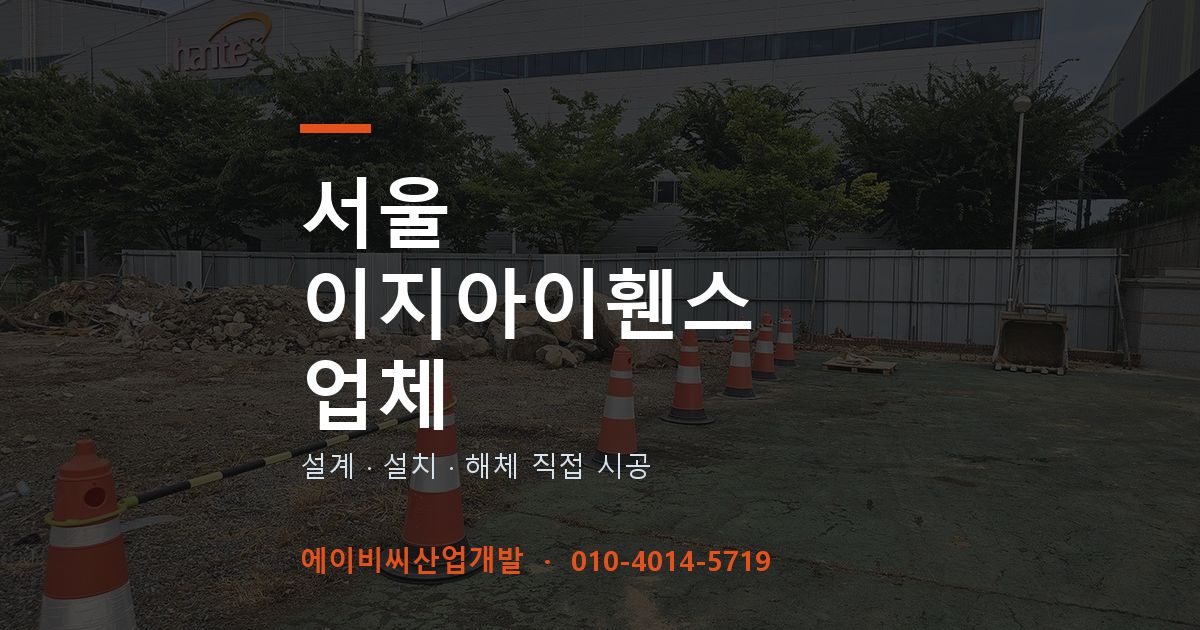 hantes
서울
이지아이휀스
업체
설계 · 설치 · 해체 직접 시공
에이비씨산업개발 · 010-4014-5719